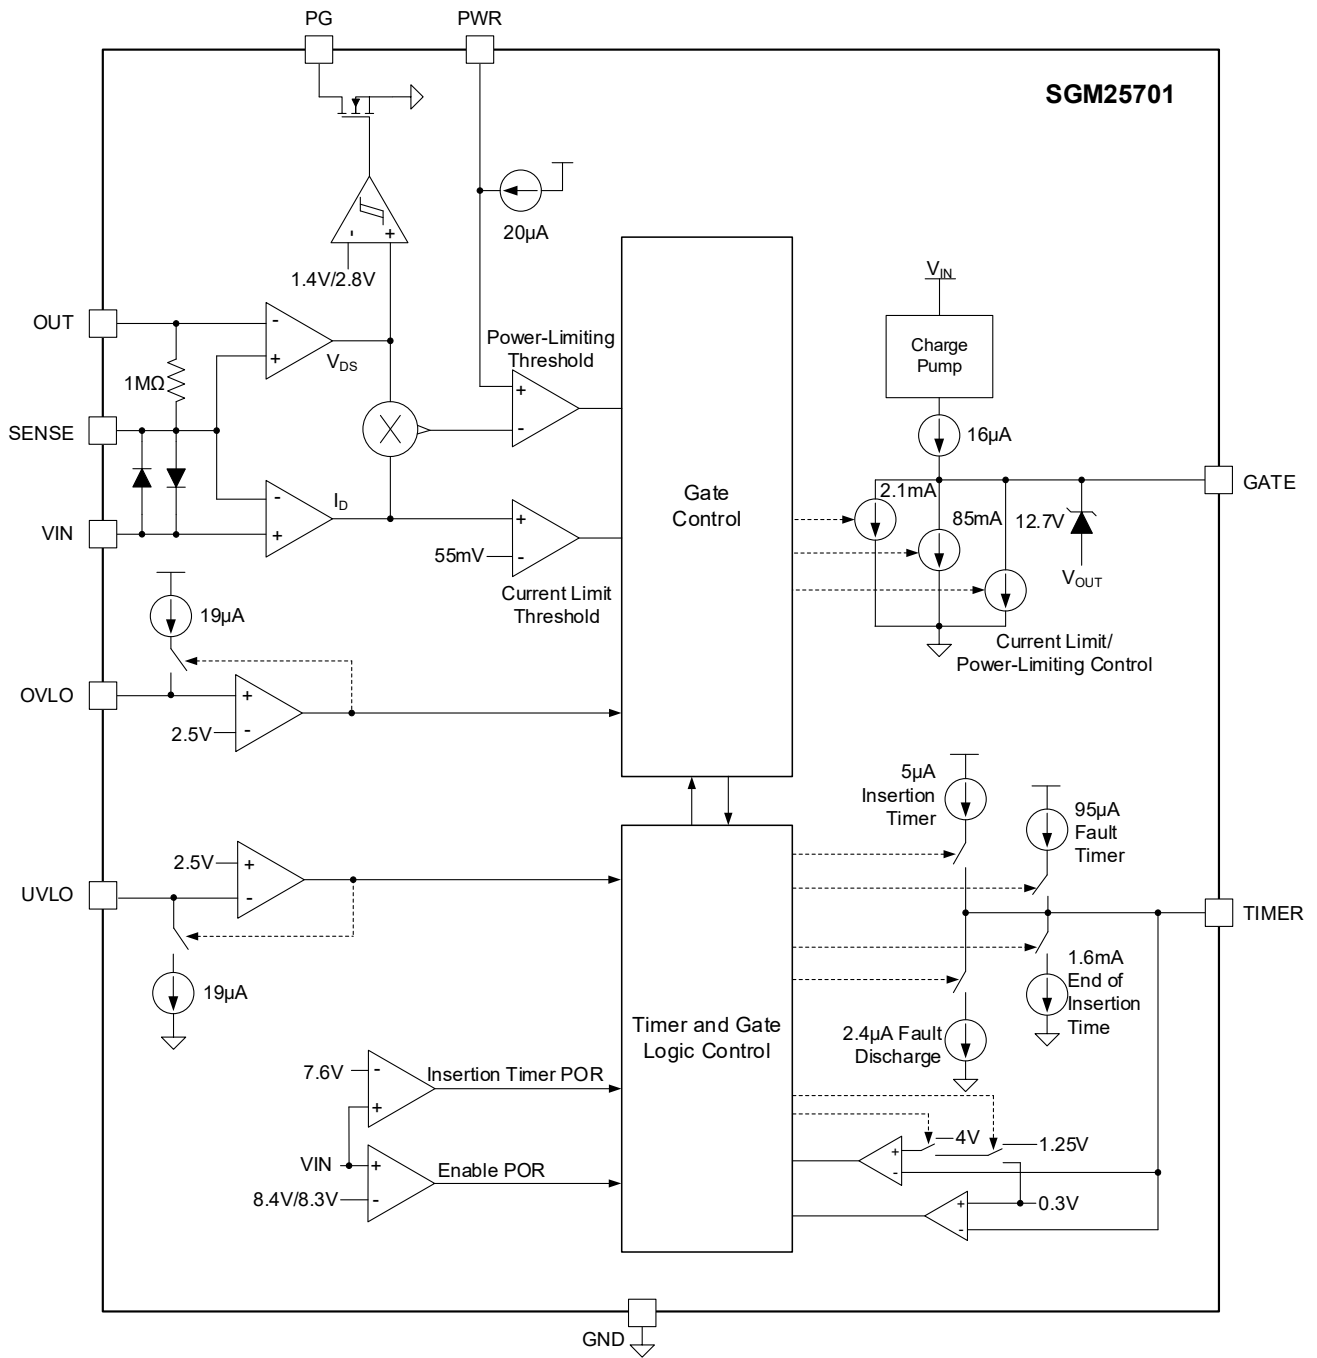 PG
PWR
SGM25701
20µA
- +
1.4V/2.8V
VIN
OUT
-
+
VDS
Power-Limiting
Threshold
Charge
Pump
1MΩ
+
-
SENSE
16µA
Gate
Control
2.1mA
GATE
-
+
ID
+
-
55mV
85mA
12.7V
VIN
VOUT
Current Limit
Threshold
19µA
Current Limit/
Power-Limiting Control
OVLO
+
-
2.5V
5µA
Insertion
Timer
95µA
Fault
Timer
2.5V
+
-
UVLO
TIMER
19µA
1.6mA
End of
Insertion
Time
Timer and Gate
Logic Control
2.4µA Fault
Discharge
7.6V
-
+
Insertion Timer POR
4V
1.25V
+
-
VIN
+
-
Enable POR
8.4V/8.3V
+
-
0.3V
GND